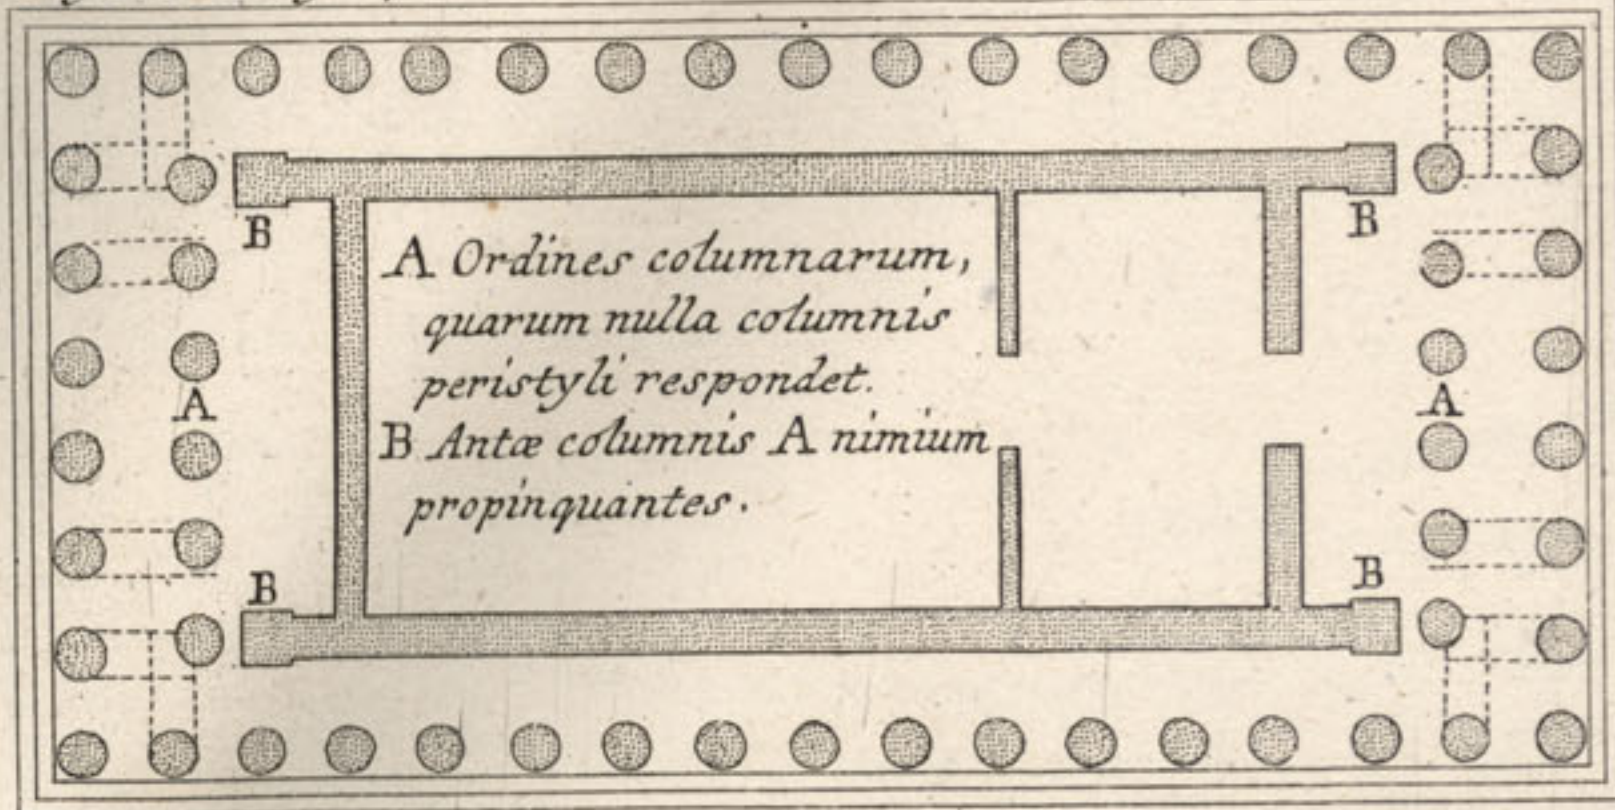 B
B
A Ordines columnarum,
quarum nulla columnis
peristyli respondet.
A
A
B Antæ columnis A nimium
propinquantes.
B
B